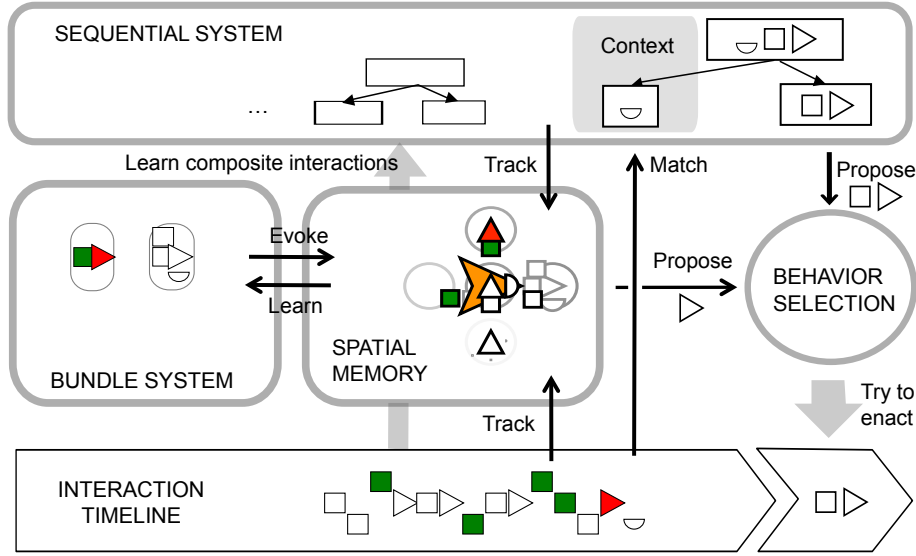 SEQUENTIAL SYSTEM
Context
...
Learn composite interactions
Track
Match
Propose
Evoke
Learn
Propose
BEHAVIOR
SELECTION
SPATIAL
MEMORY
BUNDLE SYSTEM
Track
Try to
enact
INTERACTION
TIMELINE